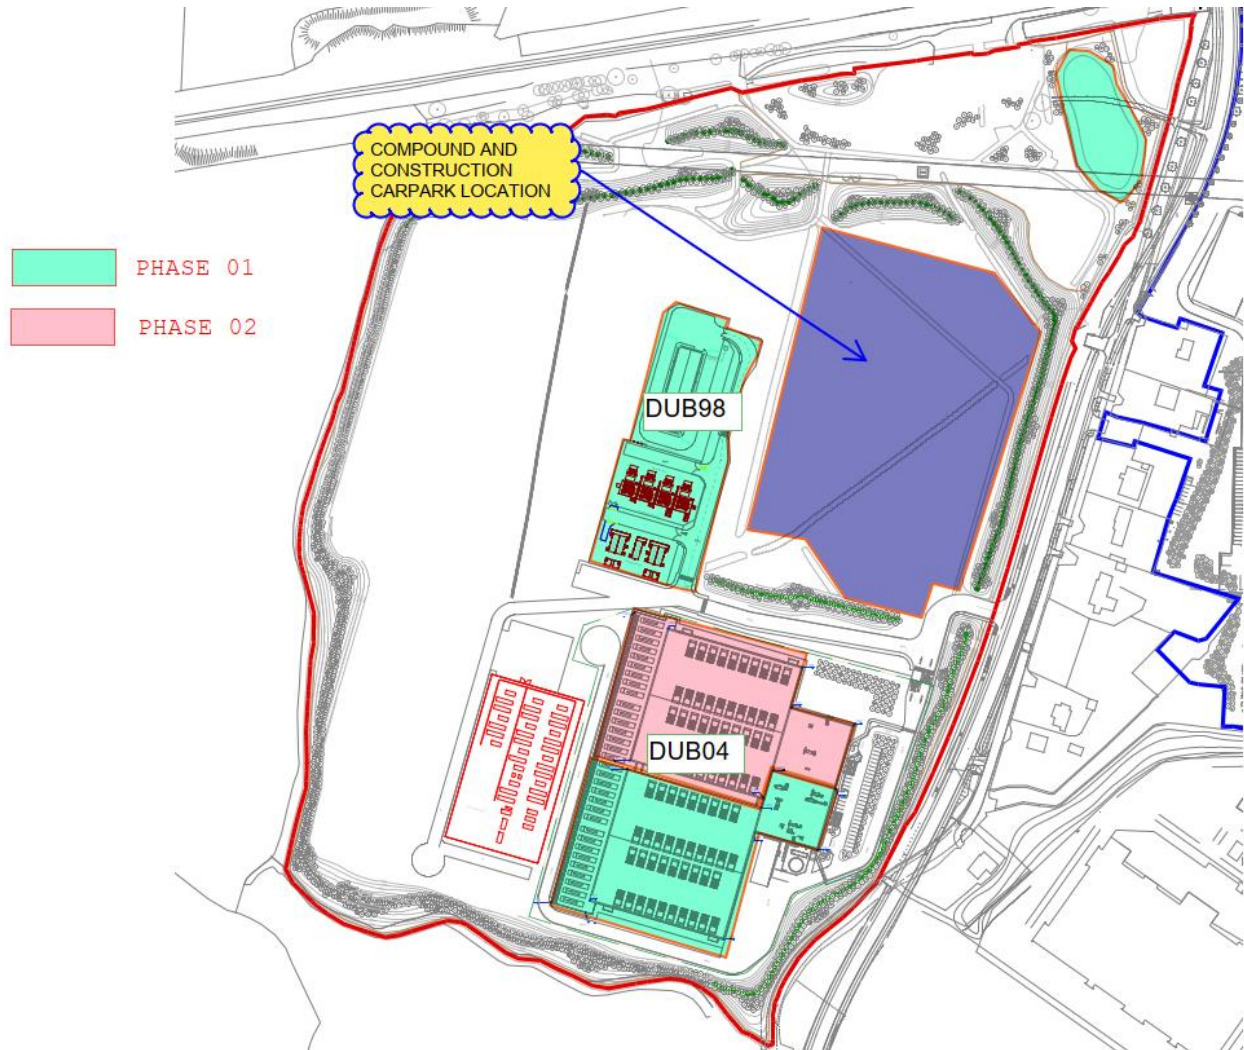 COMPOUND AND
CONSTRUCTION
CARPARK LOCATION
PHASE 01
PHASE 02
DUB98
DUB04